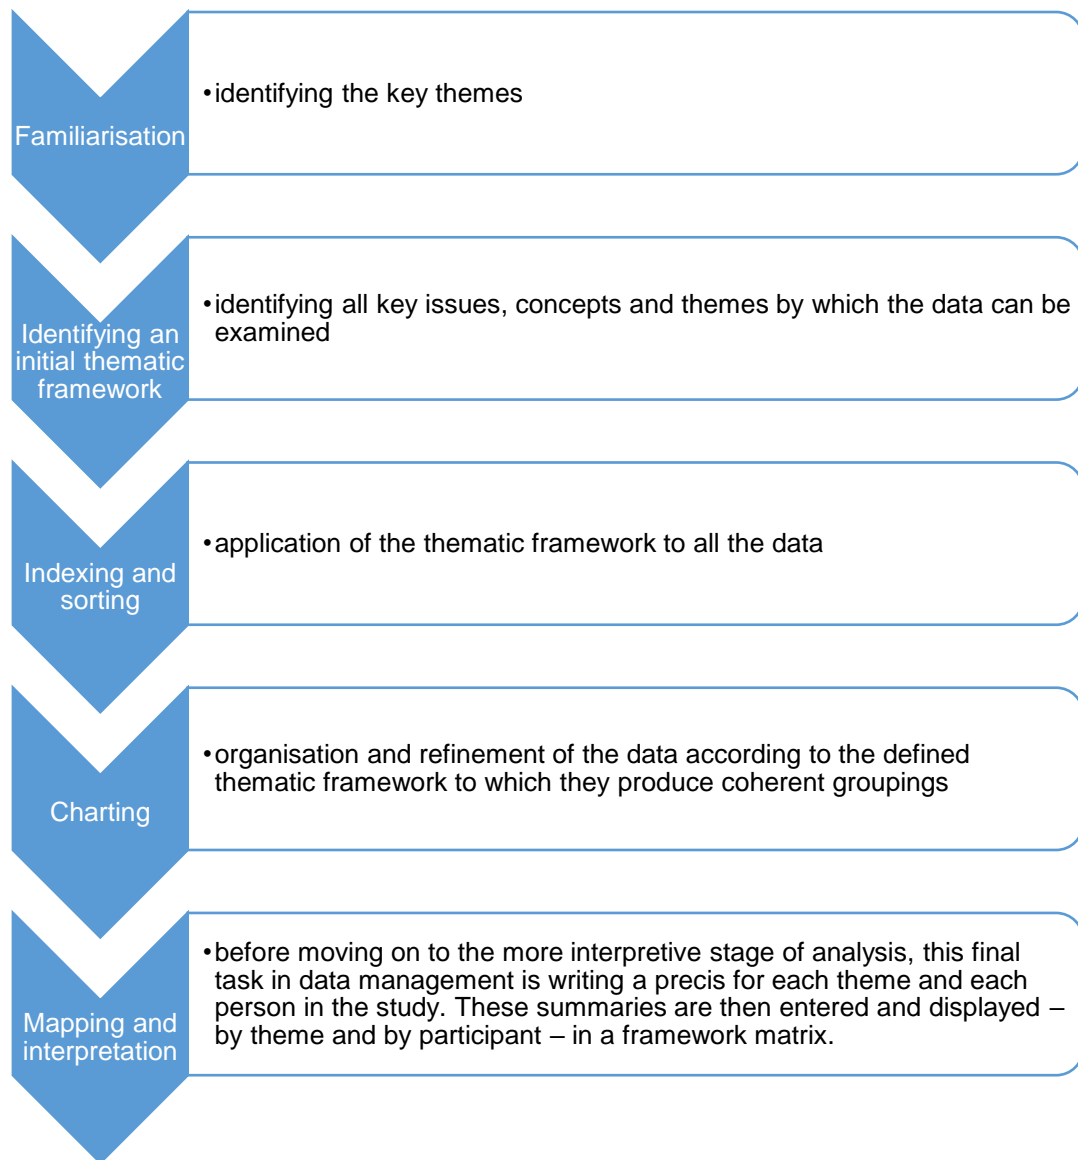 Familiarisation
•identifying the key themes
Identifying an
initial thematic
framework
•identifying all key issues, concepts and themes by which the data can be
examined
Indexing and
sorting
•application of the thematic framework to all the data
Charting
•organisation and refinement of the data according to the defined
thematic framework to which they produce coherent groupings
Mapping and
interpretation
•before moving on to the more interpretive stage of analysis, this final
task in data management is writing a precis for each theme and each
person in the study. These summaries are then entered and displayed –
by theme and by participant – in a framework matrix.